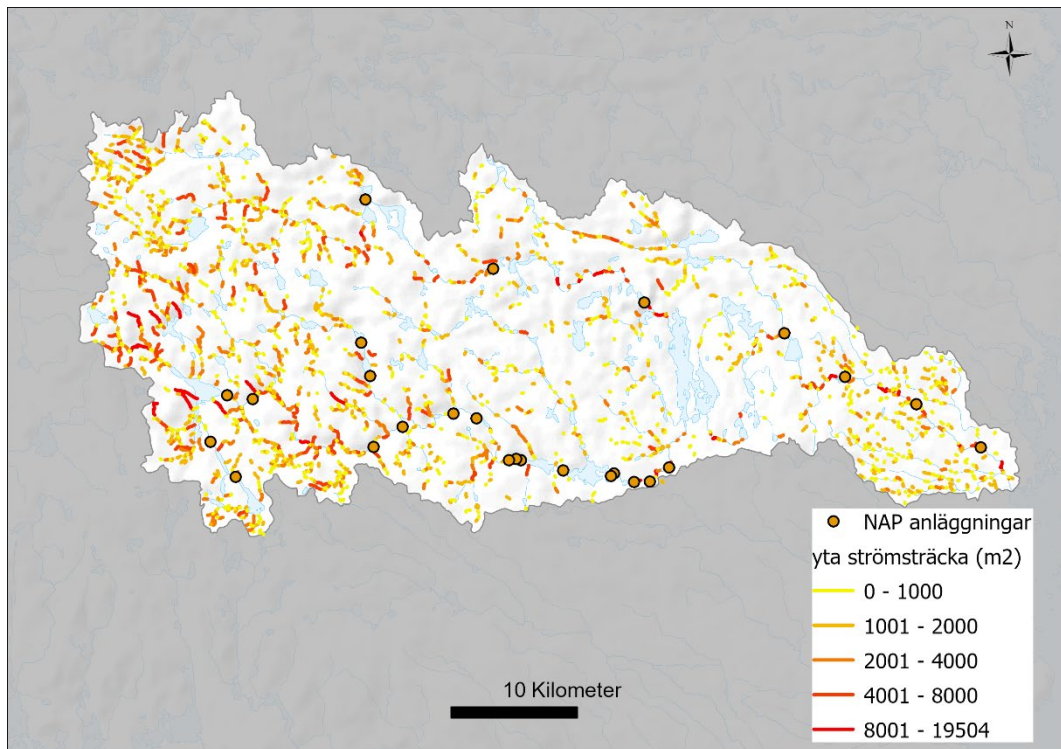 N
NAP anläggningar
yta strömsträcka (m2)
0 - 1000
1001 - 2000
2001 - 4000
4001 - 8000
8001 - 19504
10 Kilometer